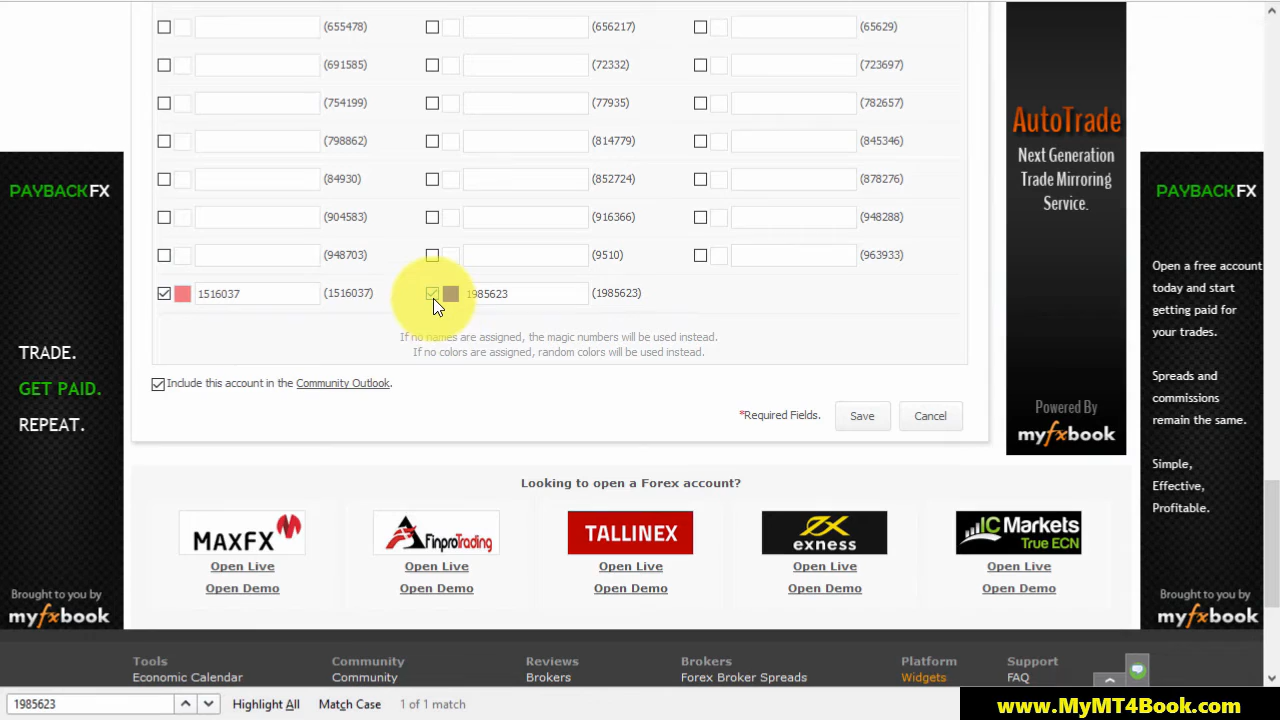 (655478) (656217) (65629)
(691585) (72332) (723697)
(754199) (77935) (782657)
(798862) (814779) (845346)
(84930) (852724) (878276)
(904583) (916366) (948288)
(948703) (9510) (963933)
1516037 (1516037) 1985623 (1985623)
If no names are assigned, the magic numbers will be used instead.
If no colors are assigned, random colors will be used instead.
Include this account in the Community Outlook.
*Required Fields. Save Cancel
PAYBACKFX
TRADE.
GET PAID.
REPEAT.
Brought to you by
myfxbook
AutoTrade
Next Generation
Trade Mirroring
Service.
Powered By
myfxbook
PAYBACKFX
Open a free account
today and start
getting paid for
your trades.
Spreads and
commissions
remain the same.
Simple,
Effective,
Profitable.
Brought to you by
myfxbook
Looking to open a Forex account?
MAXFX FinproTrading TALLINEX exness IC Markets
True ECN
Open Live Open Live Open Live Open Live Open Live
Open Demo Open Demo Open Demo Open Demo Open Demo
Tools Community Reviews Brokers Platform Support
Economic Calendar Community Brokers Forex Broker Spreads Widgets FAQ
1985623 Highlight All Match Case 1 of 1 match
www.MyMT4Book.com